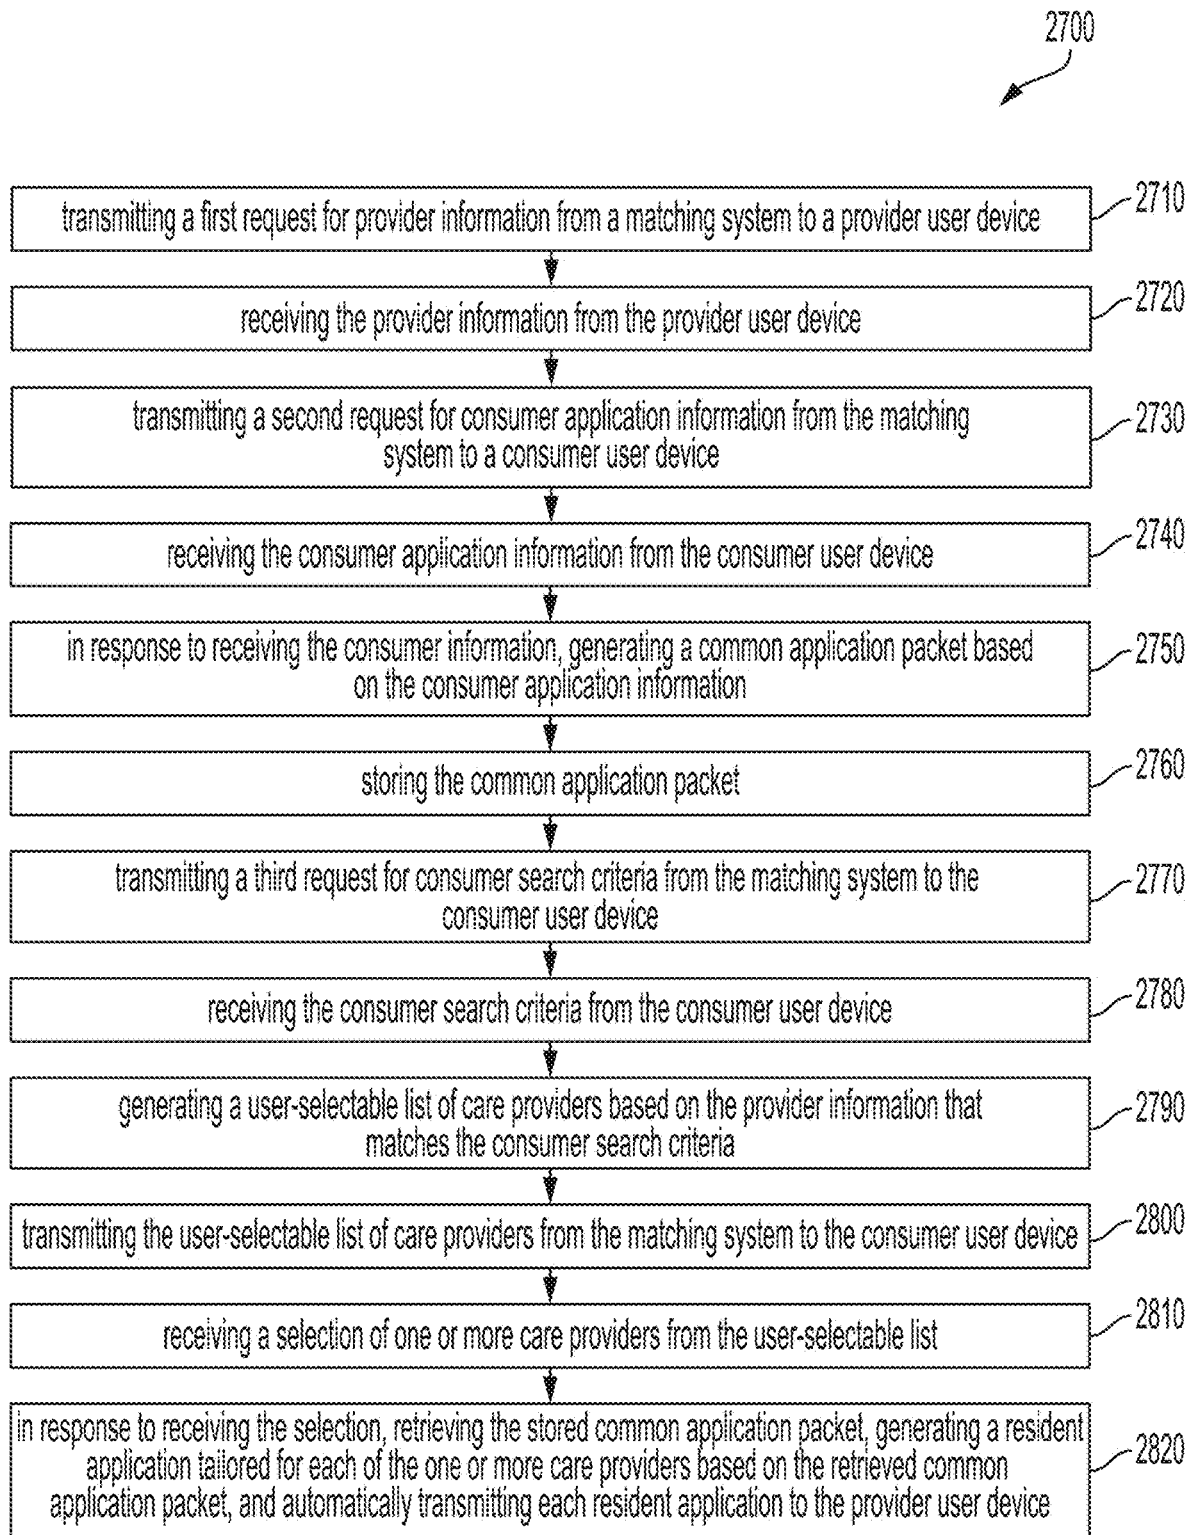 2700
transmitting a first request for provider information from a matching system to a provider user device
2710
receiving the provider information from the provider user device
2720
transmitting a second request for consumer application information from the matching
system to a consumer user device
2730
receiving the consumer application information from the consumer user device
2740
in response to receiving the consumer information, generating a common application packet based
on the consumer application information
2750
storing the common application packet
2760
transmitting a third request for consumer search criteria from the matching system to the
consumer user device
2770
receiving the consumer search criteria from the consumer user device
2780
generating a user-selectable list of care providers based on the provider information that
matches the consumer search criteria
2790
transmitting the user-selectable list of care providers from the matching system to the consumer user device
2800
receiving a selection of one or more care providers from the user-selectable list
2810
in response to receiving the selection, retrieving the stored common application packet, generating a resident
application tailored for each of the one or more care providers based on the retrieved common
application packet, and automatically transmitting each resident application to the provider user device
2820